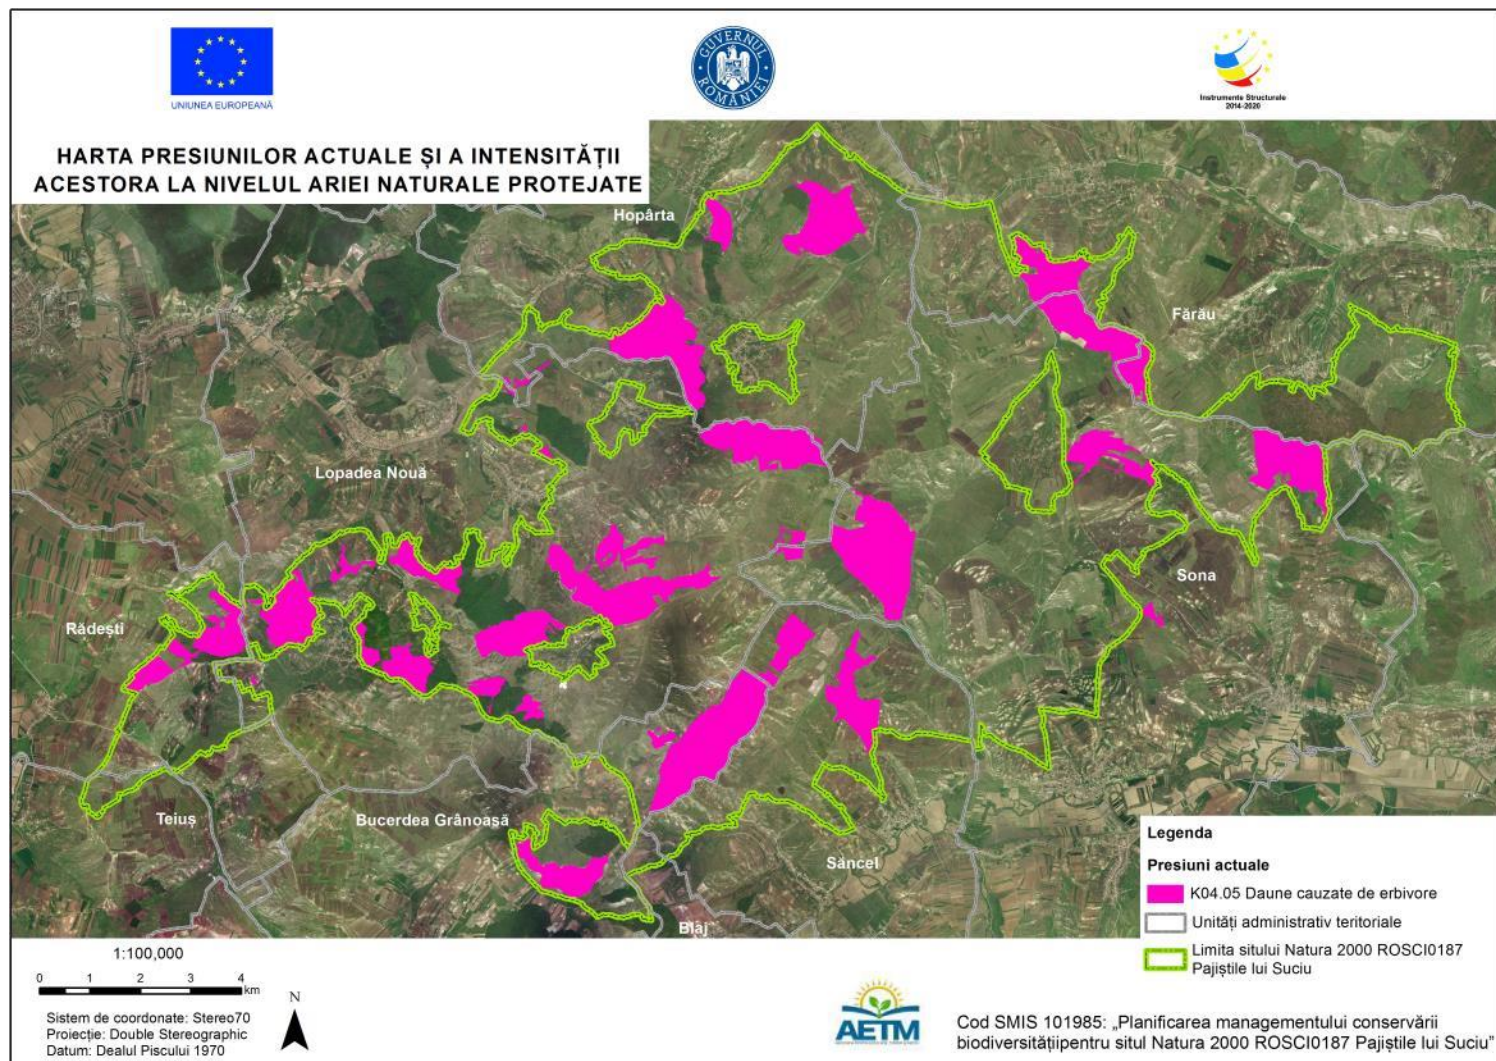 UNIUNEA EUROPEANĂ
GUVERNUL ROMÂNIEI
Instrumente Structurale
2014-2020
HARTA PRESIUNILOR ACTUALE ȘI A INTENSITĂȚII
ACESTORA LA NIVELUL ARIEI NATURALE PROTEJATE
Hopârta
Fărău
Lopadea Nouă
Sona
Rădești
Teiuș
Bucerdea Grânoasă
Sâncel
Blaj
Legenda
Presiuni actuale
K04.05 Daune cauzate de erbivore
Unități administrativ teritoriale
Limita sitului Natura 2000 ROSCI0187
Pajiștile lui Suciu
1:100,000
0 1 2 3 4
km
N
Sistem de coordonate: Stereo70
Proiecție: Double Stereographic
Datum: Dealul Piscului 1970
AETM
Cod SMIS 101985: „Planificarea managementului conservării
biodiversitățiipentru situl Natura 2000 ROSCI0187 Pajiștile lui Suciu”